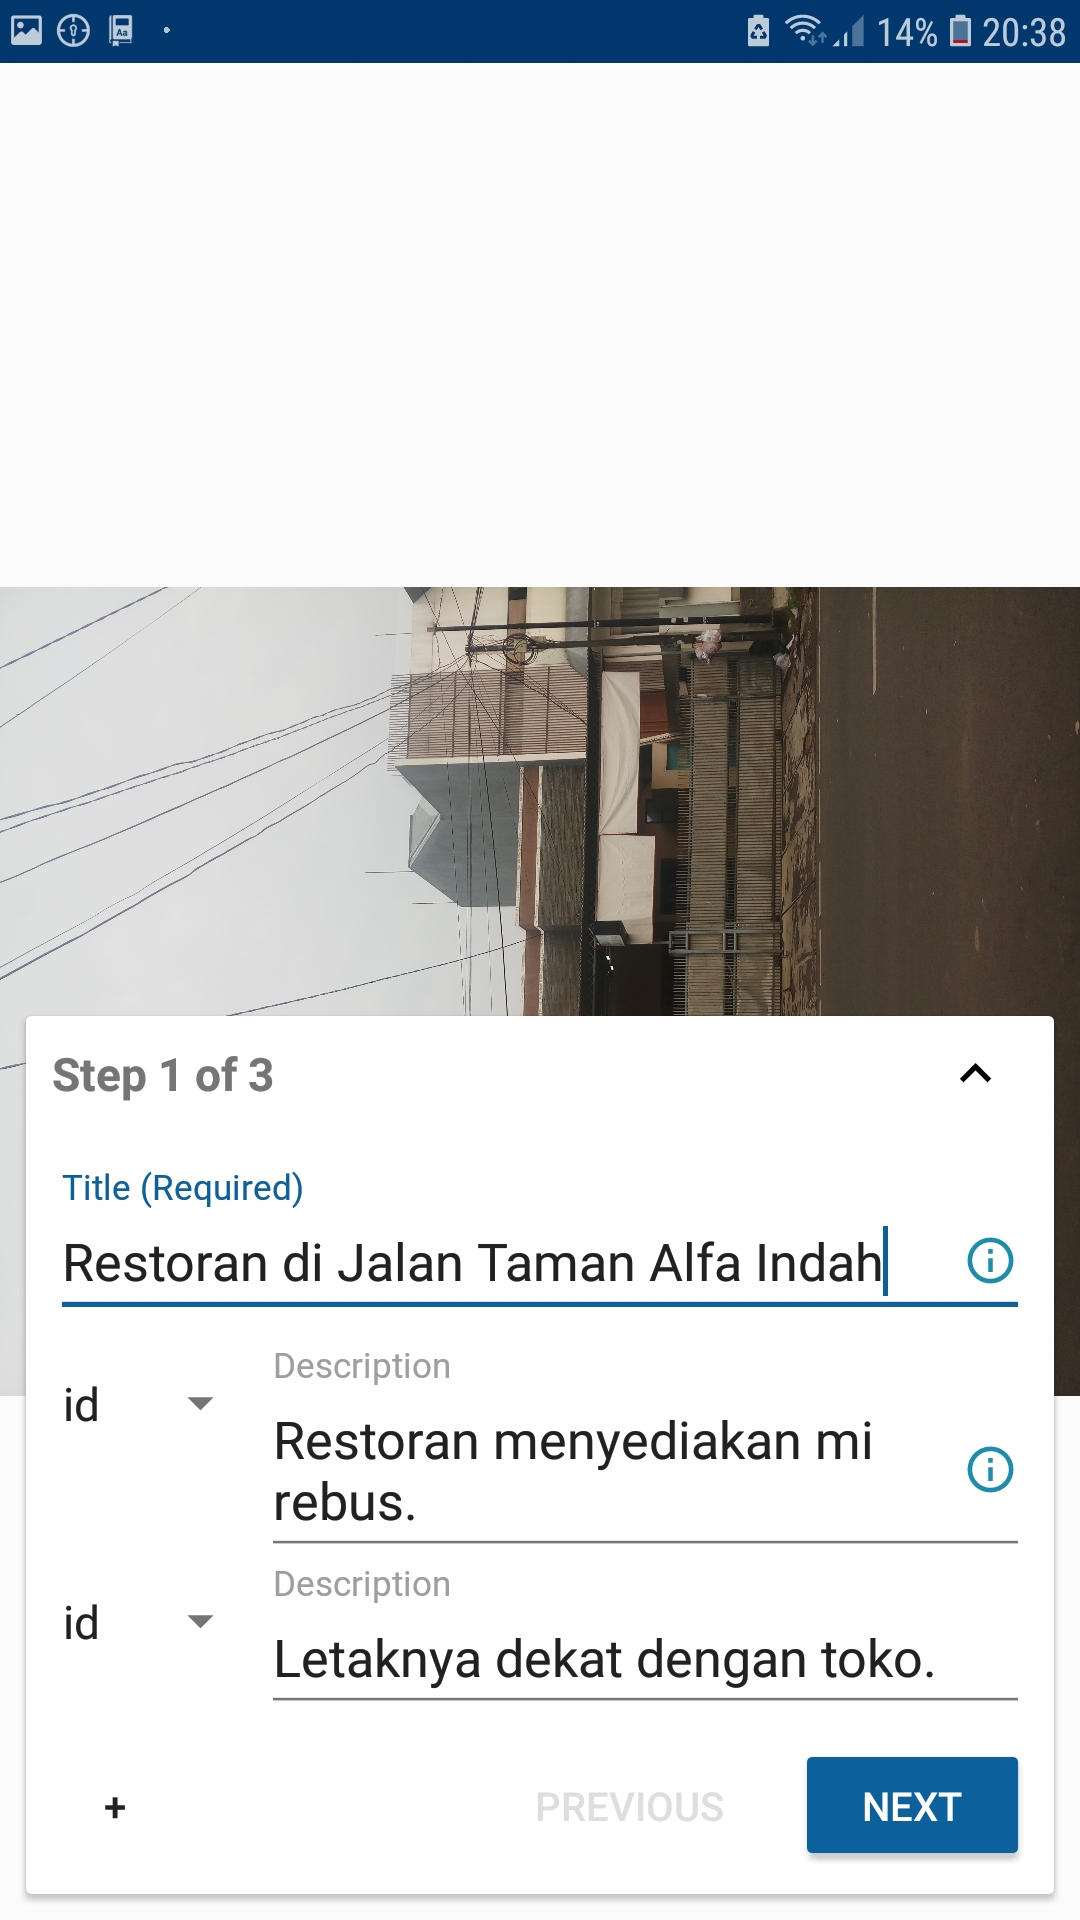 14% 20:38
Step 1 of 3
Title (Required)
Restoran di Jalan Taman Alfa Indah
id
Description
Restoran menyediakan mi
rebus.
id
Description
Letaknya dekat dengan toko.
+ PREVIOUS NEXT